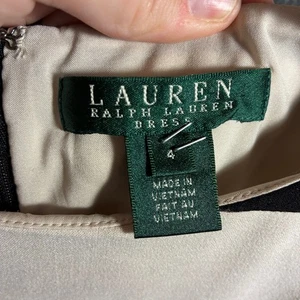 LAUREN
RALPH LAUREN
DRESS
4
MADE IN
VIETNAM
FAIT AU
VIETNAM